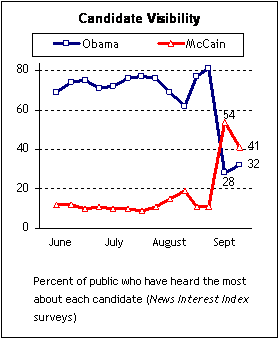 Candidate Visibility
Obama McCain
80
60
40
20
0
54
41
32
28
June July August Sept
Percent of public who have heard the most
about each candidate (News Interest Index
surveys)